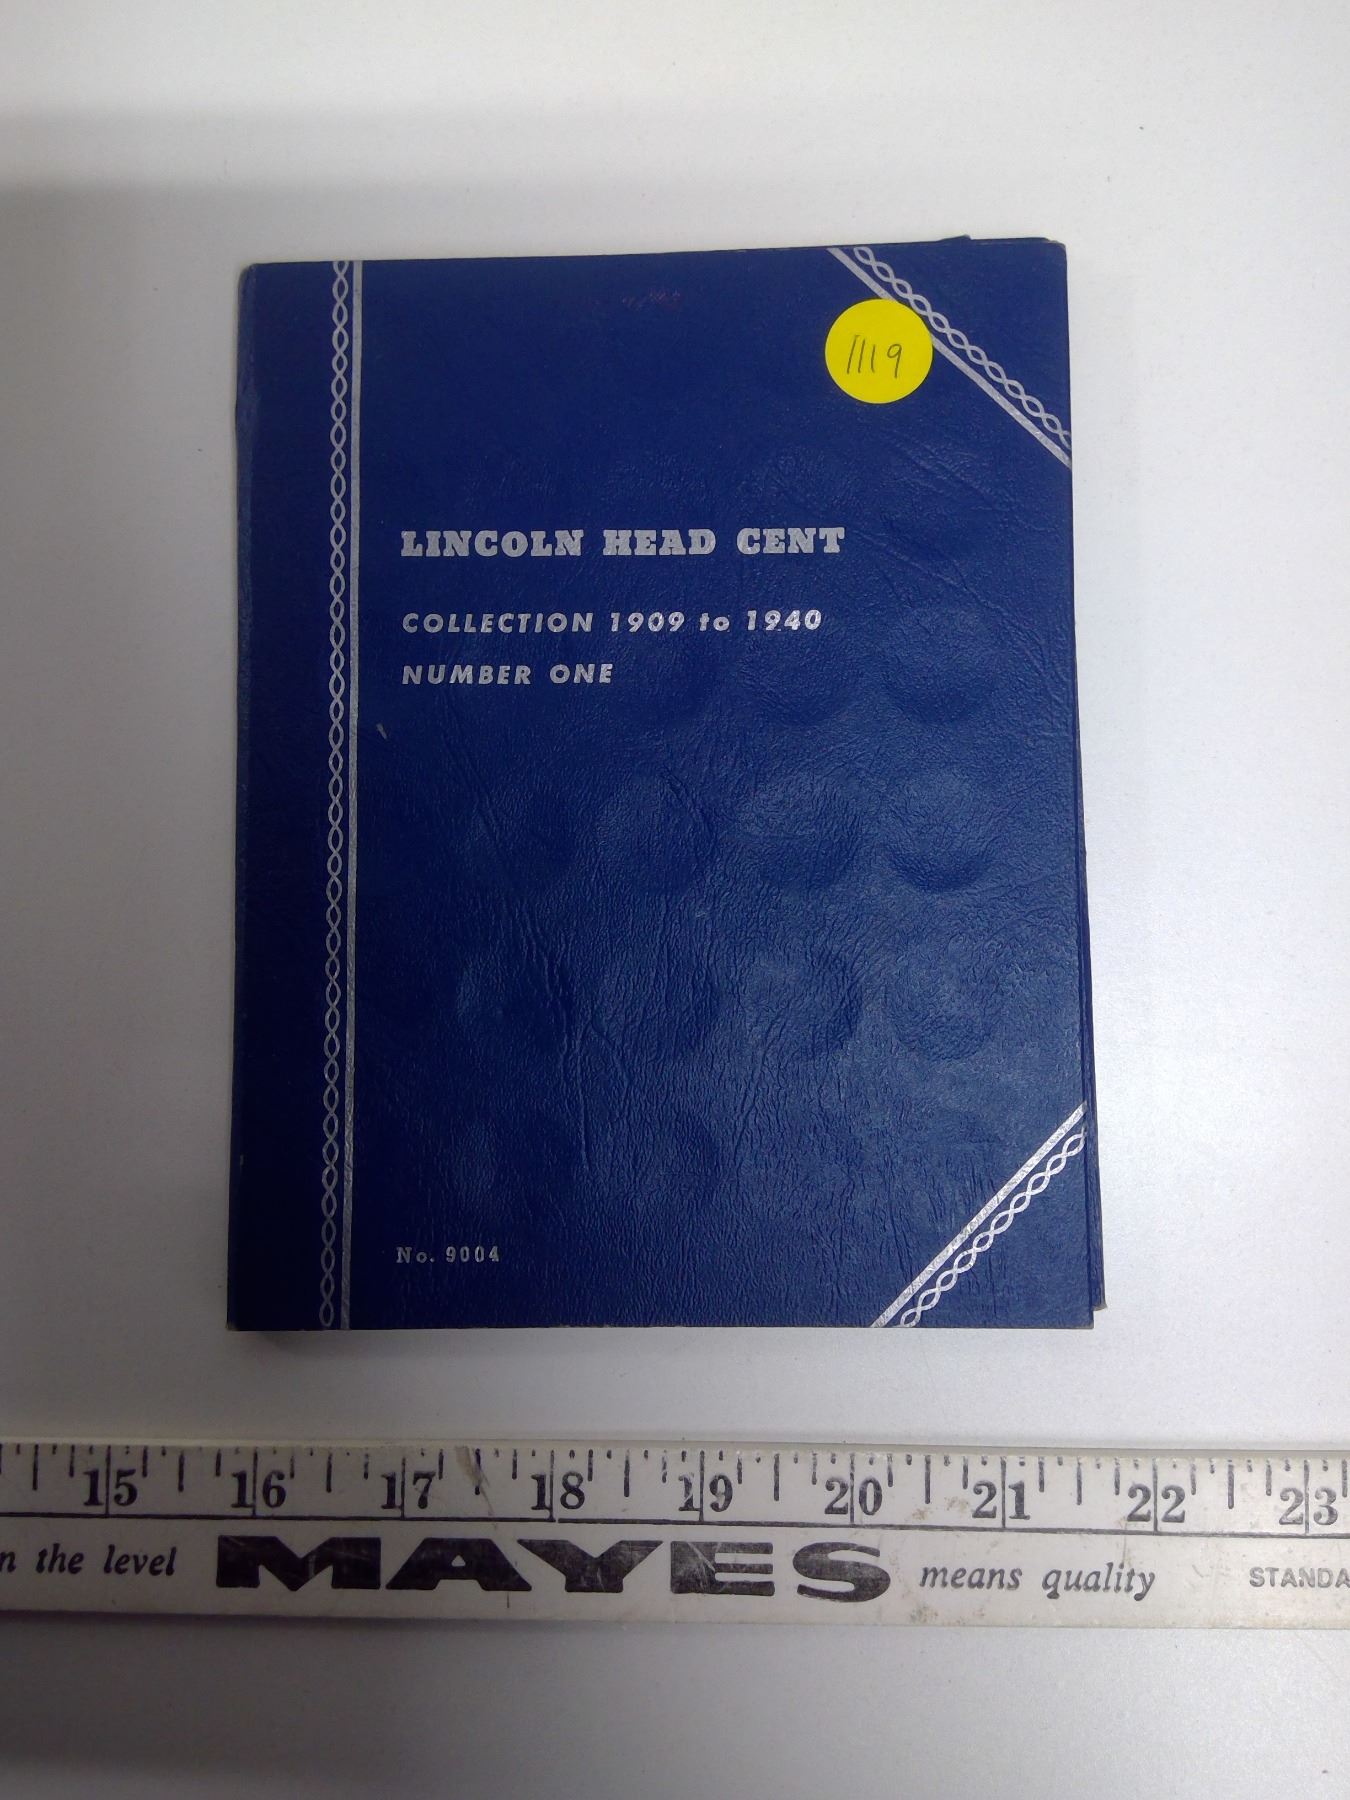 1119
LINCOLN HEAD CENT
COLLECTION 1909 to 1940
NUMBER ONE
No. 9004
15 16 17 18 19 20 21 22 23
n the level MAYES means quality STANDA